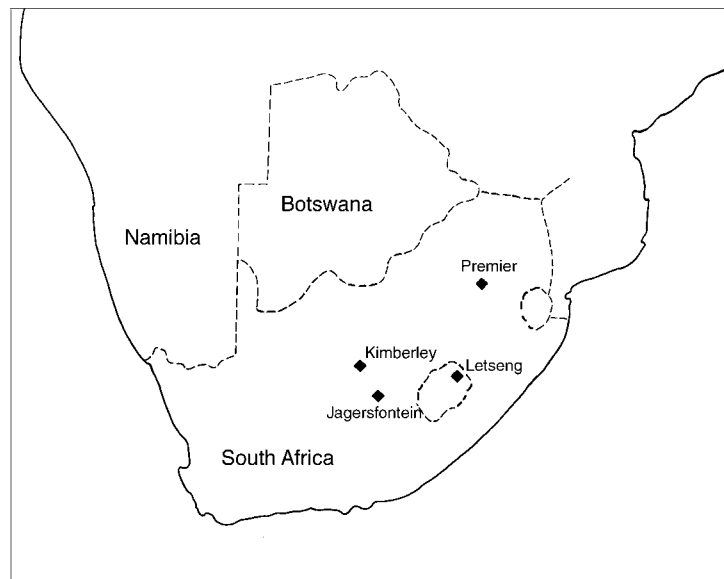 Botswana
Namibia
Premier
Kimberley
Letseng
Jagersfontein
South Africa